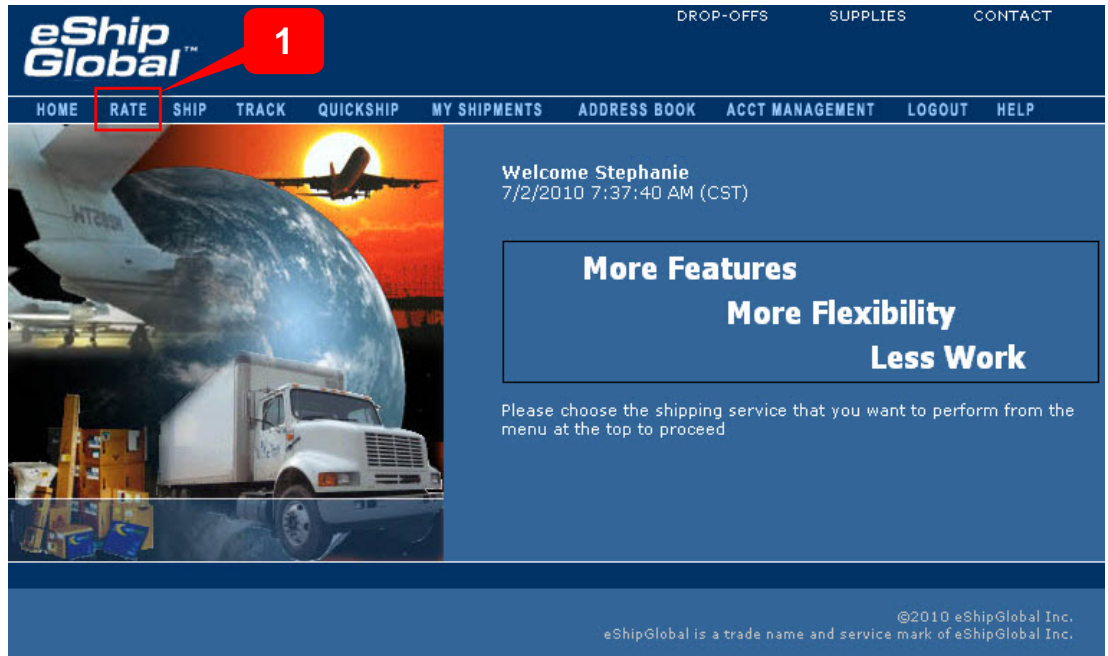 eShip
Global™
1
DROP-OFFS SUPPLIES CONTACT
HOME RATE SHIP TRACK QUICKSHIP MY SHIPMENTS ADDRESS BOOK ACCT MANAGEMENT LOGOUT HELP
Welcome Stephanie
7/2/2010 7:37:40 AM (CST)
More Features
More Flexibility
Less Work
Please choose the shipping service that you want to perform from the
menu at the top to proceed
©2010 eShipGlobal Inc.
eShipGlobal is a trade name and service mark of eShipGlobal Inc.